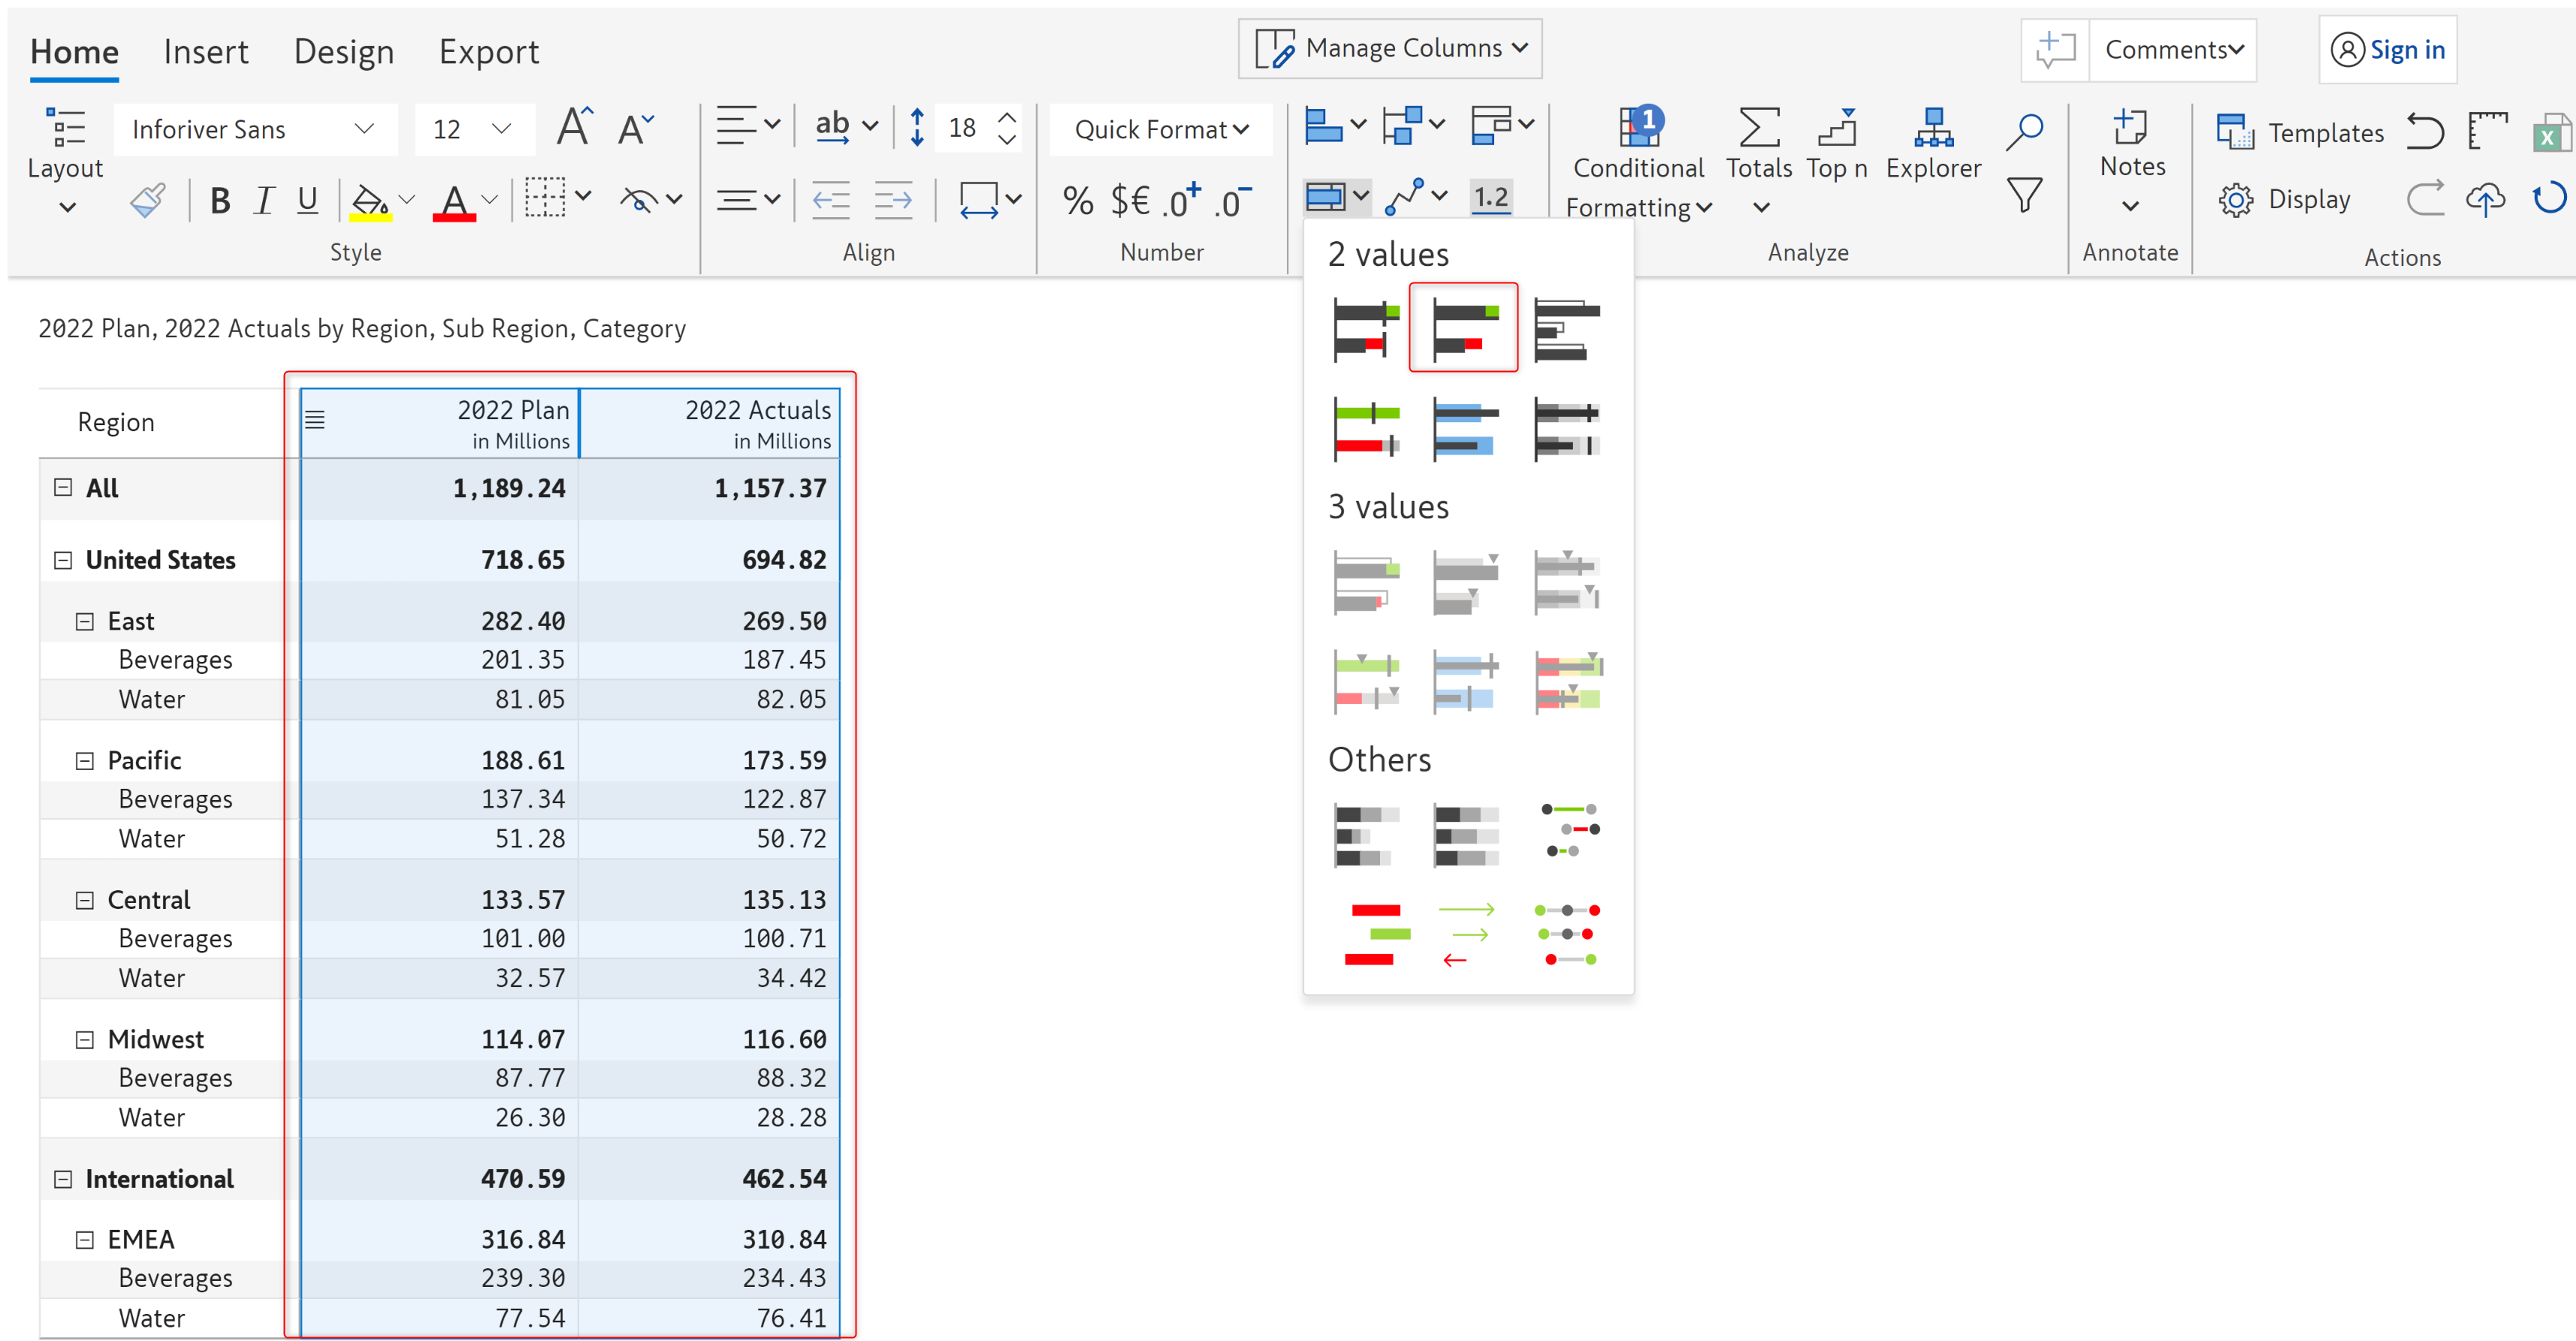 Home Insert Design Export Manage Columns Comments Sign in
Layout Inforiver Sans 12 A A ab 18 Quick Format Conditional Formatting 1 Totals Top n Explorer Notes Templates X
B I U A % $€ .0+ .0- 1.2 Display
Style Align Number Analyze Annotate Actions
2022 Plan, 2022 Actuals by Region, Sub Region, Category
Region 2022 Plan in Millions 2022 Actuals in Millions
All 1,189.24 1,157.37
United States 718.65 694.82
East 282.40 269.50
Beverages 201.35 187.45
Water 81.05 82.05
Pacific 188.61 173.59
Beverages 137.34 122.87
Water 51.28 50.72
Central 133.57 135.13
Beverages 101.00 100.71
Water 32.57 34.42
Midwest 114.07 116.60
Beverages 87.77 88.32
Water 26.30 28.28
International 470.59 462.54
EMEA 316.84 310.84
Beverages 239.30 234.43
Water 77.54 76.41
2 values
3 values
Others